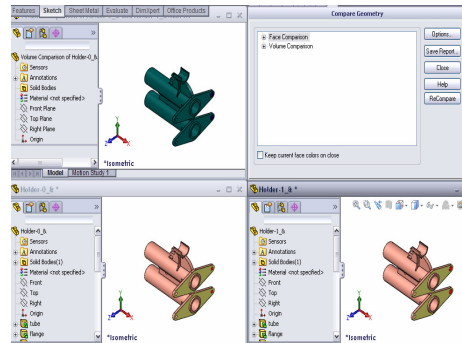 Features Sketch Sheet Metal Evaluate DimXpert Office Products
Volume Comparison of Holder-0_&
Sensors
Annotations
Solid Bodies
Material <not specified>
Front Plane
Top Plane
Right Plane
Origin
*Isometric
Model Motion Study 1
Compare Geometry
Face Comparison
Volume Comparison
Options...
Save Report...
Close
Help
ReCompare
Keep current face colors on close
Holder-0_& *
Holder-0_&
Sensors
Annotations
Solid Bodies(1)
Material <not specified>
Front
Top
Right
Origin
tube
flange
*Isometric
Holder-1_& *
Holder-1_&
Sensors
Annotations
Solid Bodies(1)
Material <not specified>
Front
Top
Right
Origin
tube
flange
*Isometric